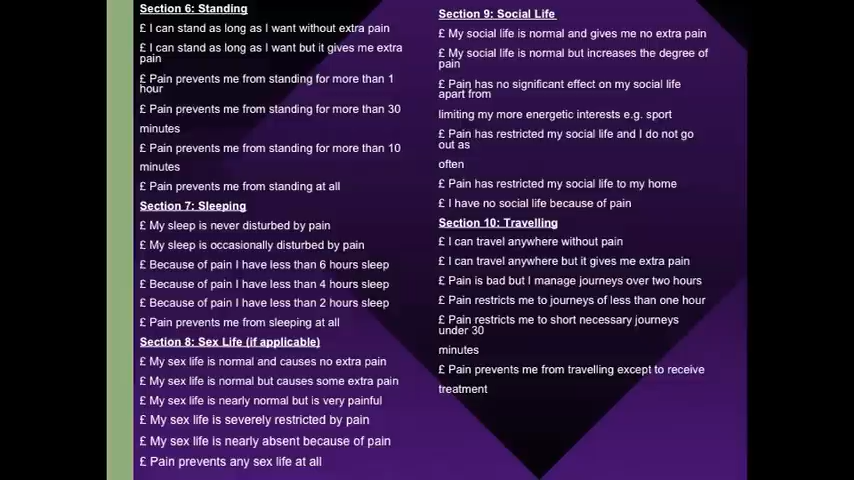 Section 6: Standing
£ I can stand as long as I want without extra pain
£ I can stand as long as I want but it gives me extra
pain
£ Pain prevents me from standing for more than 1
hour
£ Pain prevents me from standing for more than 30
minutes
£ Pain prevents me from standing for more than 10
minutes
£ Pain prevents me from standing at all
Section 7: Sleeping
£ My sleep is never disturbed by pain
£ My sleep is occasionally disturbed by pain
£ Because of pain I have less than 6 hours sleep
£ Because of pain I have less than 4 hours sleep
£ Because of pain I have less than 2 hours sleep
£ Pain prevents me from sleeping at all
Section 8: Sex Life (if applicable)
£ My sex life is normal and causes no extra pain
£ My sex life is normal but causes some extra pain
£ My sex life is nearly normal but is very painful
£ My sex life is severely restricted by pain
£ My sex life is nearly absent because of pain
£ Pain prevents any sex life at all
Section 9: Social Life
£ My social life is normal and gives me no extra pain
£ My social life is normal but increases the degree of
pain
£ Pain has no significant effect on my social life
apart from
limiting my more energetic interests e.g. sport
£ Pain has restricted my social life and I do not go
out as
often
£ Pain has restricted my social life to my home
£ I have no social life because of pain
Section 10: Travelling
£ I can travel anywhere without pain
£ I can travel anywhere but it gives me extra pain
£ Pain is bad but I manage journeys over two hours
£ Pain restricts me to journeys of less than one hour
£ Pain restricts me to short necessary journeys
under 30
minutes
£ Pain prevents me from travelling except to receive
treatment